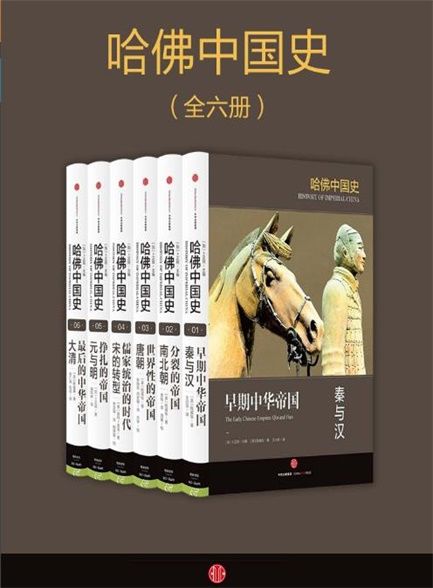 哈佛中国史
（全六册）
哈佛中国史
HISTORY OF IMPERIAL CHINA
早期中华帝国
The Early Chinese Empires: Qin and Han
秦与汉
哈佛中国史
06
最后的中华帝国
大清
哈佛中国史
05
挣扎的帝国
元与明
哈佛中国史
04
儒家统治的时代
宋的转型
哈佛中国史
03
世界性的帝国
唐朝
哈佛中国史
02
分裂的帝国
南北朝
哈佛中国史
01
早期中华帝国
秦与汉